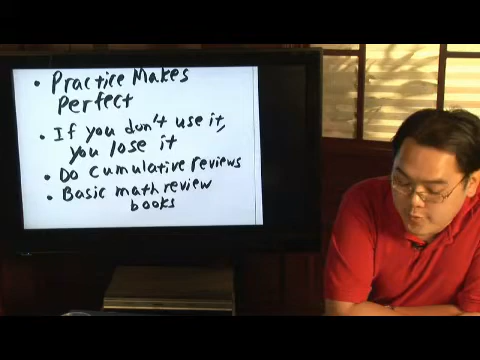 • Practice Makes
Perfect
• If you don't use it,
you lose it
• Do cumulative reviews
• Basic math review
books